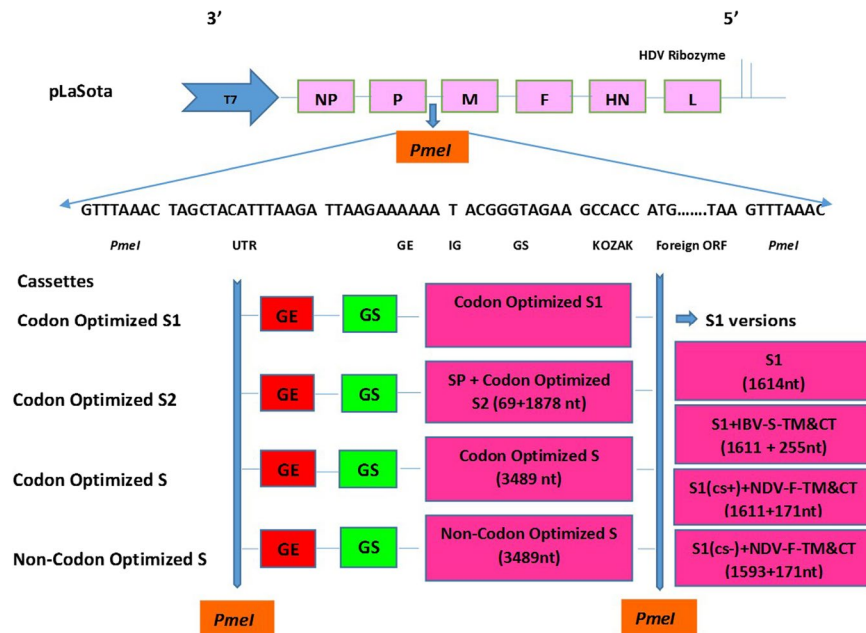 3’ 5’
HDV Ribozyme
pLaSota
T7 NP P M F HN L
PmeI
GTTTAAAC TAGCTACATTTAAGA TTAAGAAAAAA T ACGGGTAGAA GCCACC ATG.......TAA GTTTAAAC
PmeI UTR GE IG GS KOZAK Foreign ORF PmeI
Cassettes
Codon Optimized S1
GE GS
Codon Optimized S1
S1 versions
S1
(1614nt)
Codon Optimized S2
GE GS
SP + Codon Optimized
S2 (69+1878 nt)
S1+IBV-S-TM&CT
(1611 + 255nt)
Codon Optimized S
GE GS
Codon Optimized S
(3489 nt)
S1(cs+)+NDV-F-TM&CT
(1611+171nt)
Non-Codon Optimized S
GE GS
Non-Codon Optimized S
(3489nt)
S1(cs-)+NDV-F-TM&CT
(1593+171nt)
PmeI PmeI